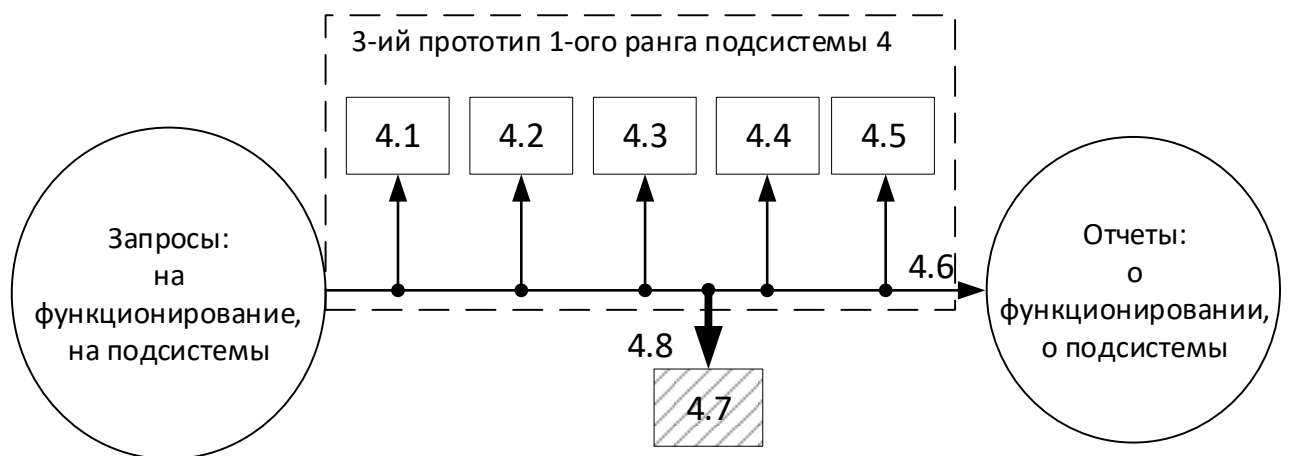 3-ий прототип 1-ого ранга подсистемы 4
4.1
4.2
4.3
4.4
4.5
Запросы:
на
функционирование,
на подсистемы
4.6
Отчеты:
о
функционировании,
о подсистемы
4.8
4.7